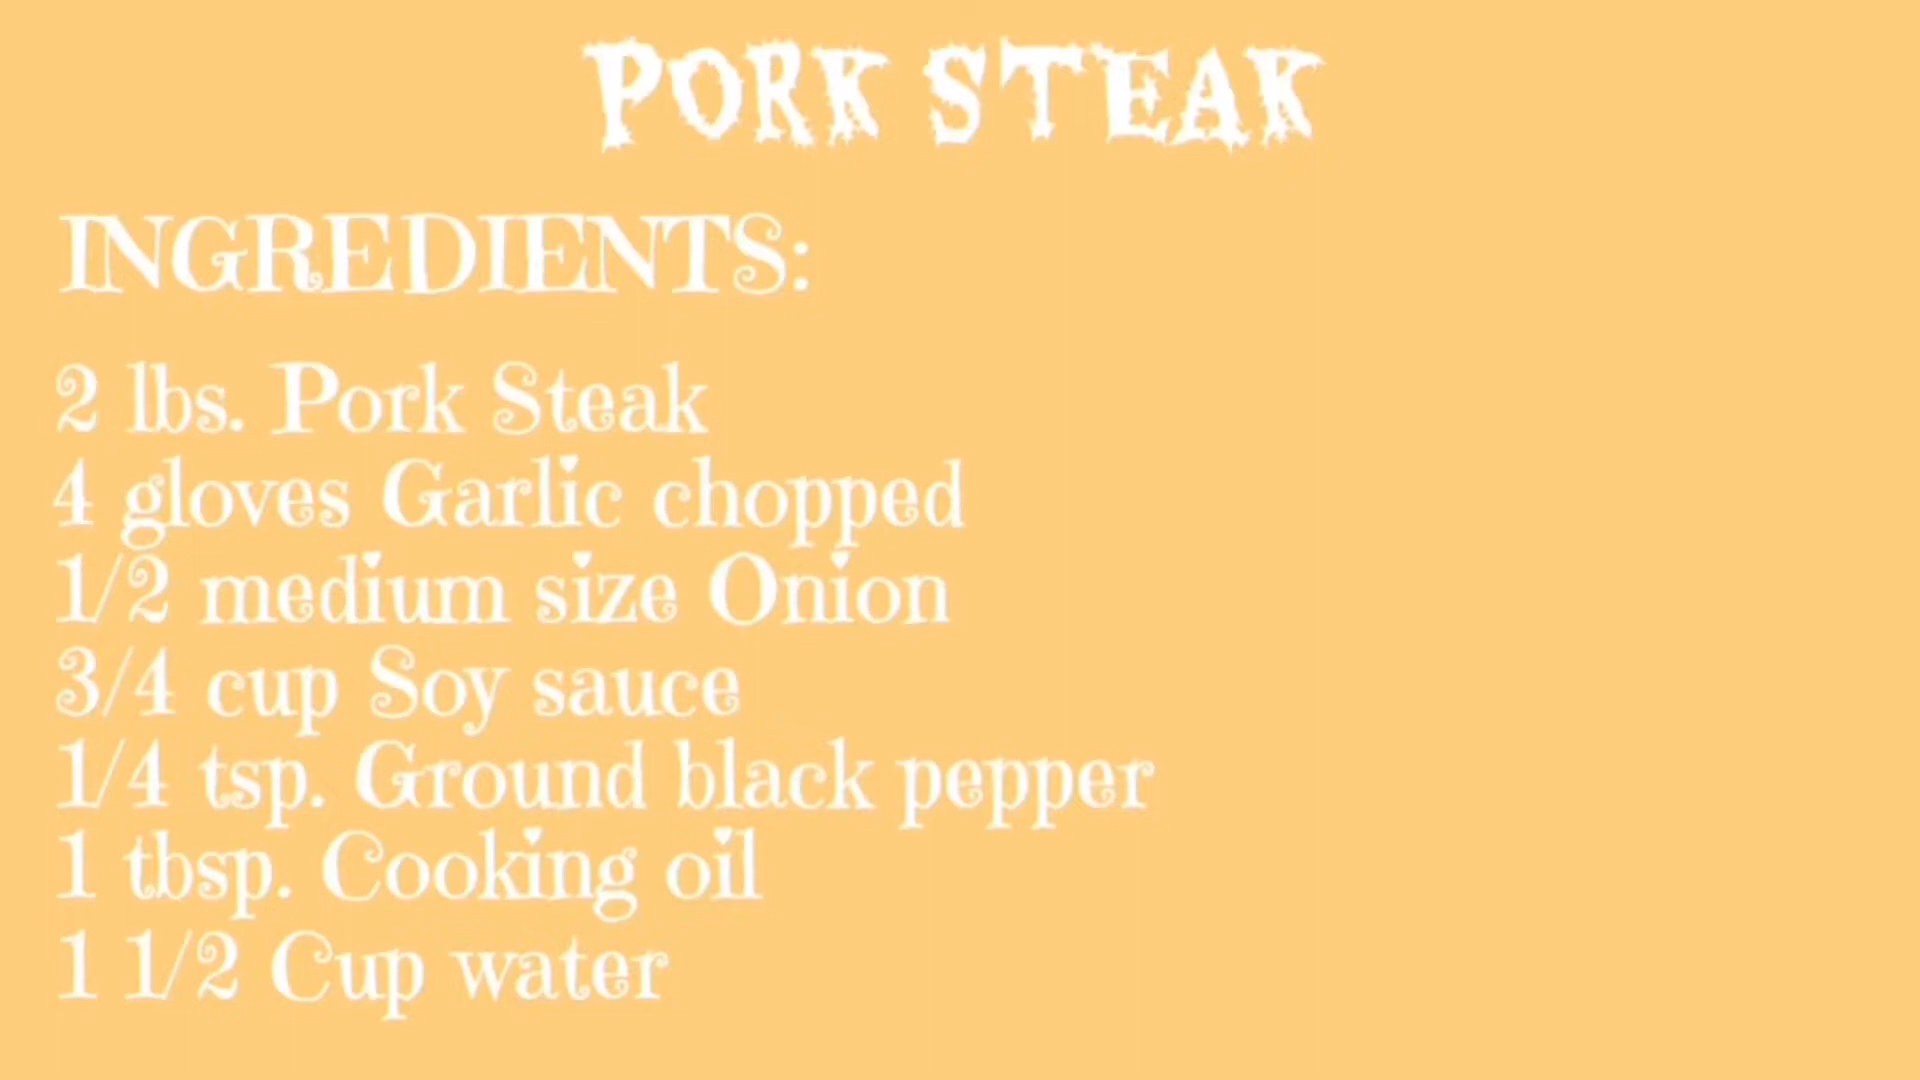 PORK STEAK
INGREDIENTS:
2 lbs. Pork Steak
4 gloves Garlic chopped
1/2 medium size Onion
3/4 cup Soy sauce
1/4 tsp. Ground black pepper
1 tbsp. Cooking oil
1 1/2 Cup water